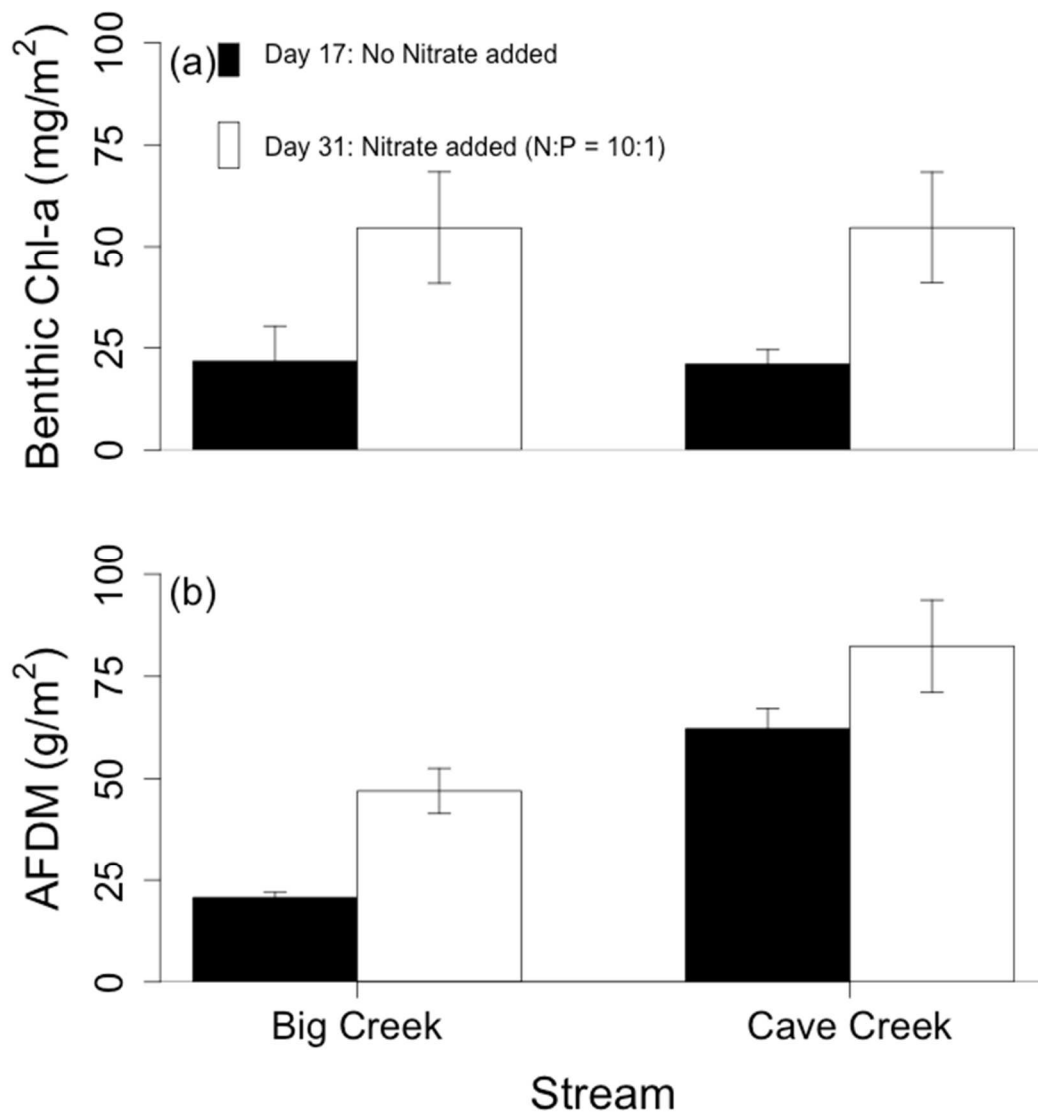 (a)
Day 17: No Nitrate added
Day 31: Nitrate added (N:P = 10:1)
Benthic Chl-a (mg/m²)
100
75
50
25
0
(b)
AFDM (g/m²)
100
75
50
25
0
Big Creek
Cave Creek
Stream